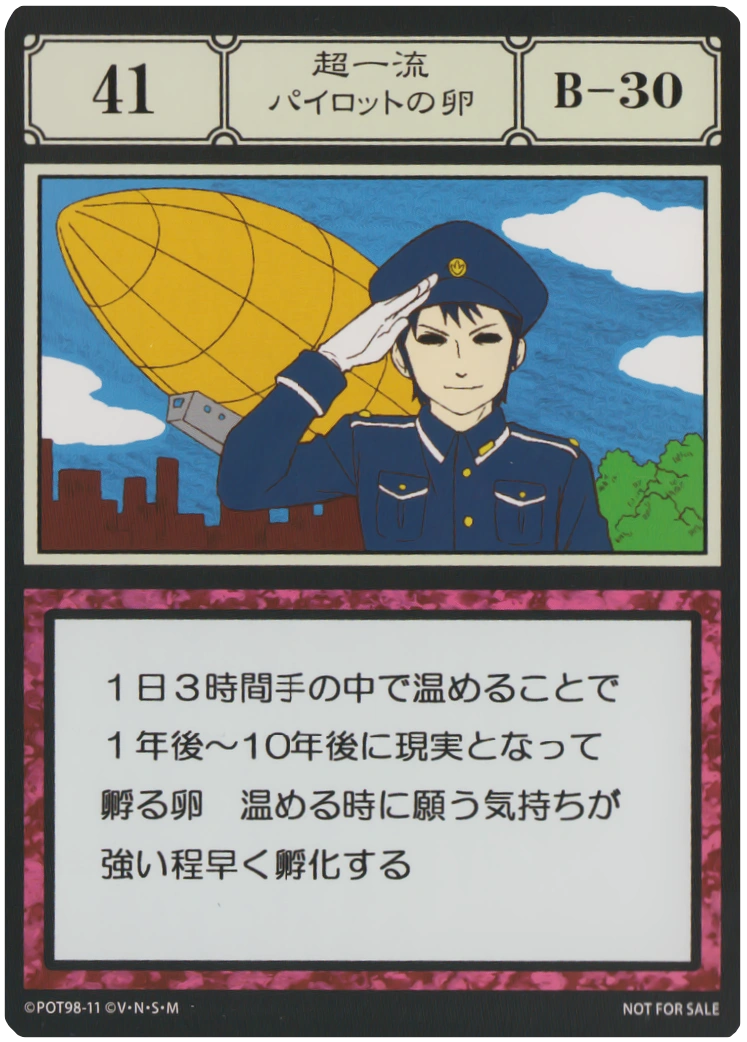 41
超一流
パイロットの卵
B-30
1日3時間手の中で温めることで
1年後～10年後に現実となって
孵る卵　温める時に願う気持ちが
強い程早く孵化する
©POT98-11 ©V・N・S・M
NOT FOR SALE